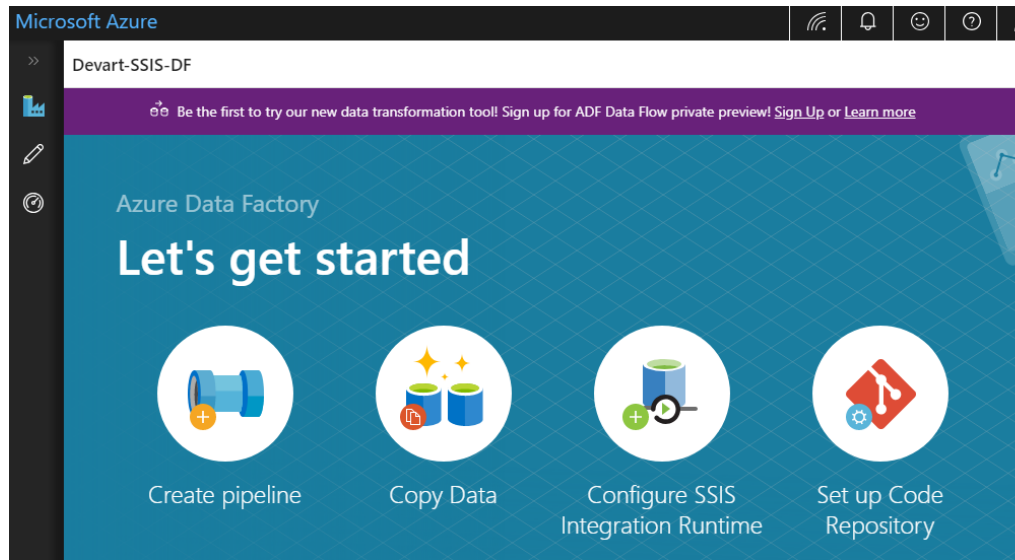 Microsoft Azure
Devart-SSIS-DF
Be the first to try our new data transformation tool! Sign up for ADF Data Flow private preview! Sign Up or Learn more
Azure Data Factory
Let's get started
Create pipeline
Copy Data
Configure SSIS
Integration Runtime
Set up Code
Repository